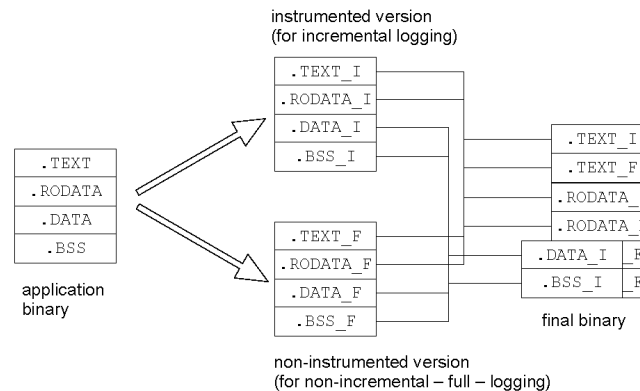 instrumented version
(for incremental logging)
.TEXT_I
.RODATA_I
.DATA_I
.BSS_I
.TEXT
.RODATA
.DATA
.BSS
application
binary
.TEXT_F
.RODATA_F
.DATA_F
.BSS_F
non-instrumented version
(for non-incremental – full – logging)
.TEXT_I
.TEXT_F
.RODATA_
.RODATA_
.DATA_I
.BSS_I
final binary